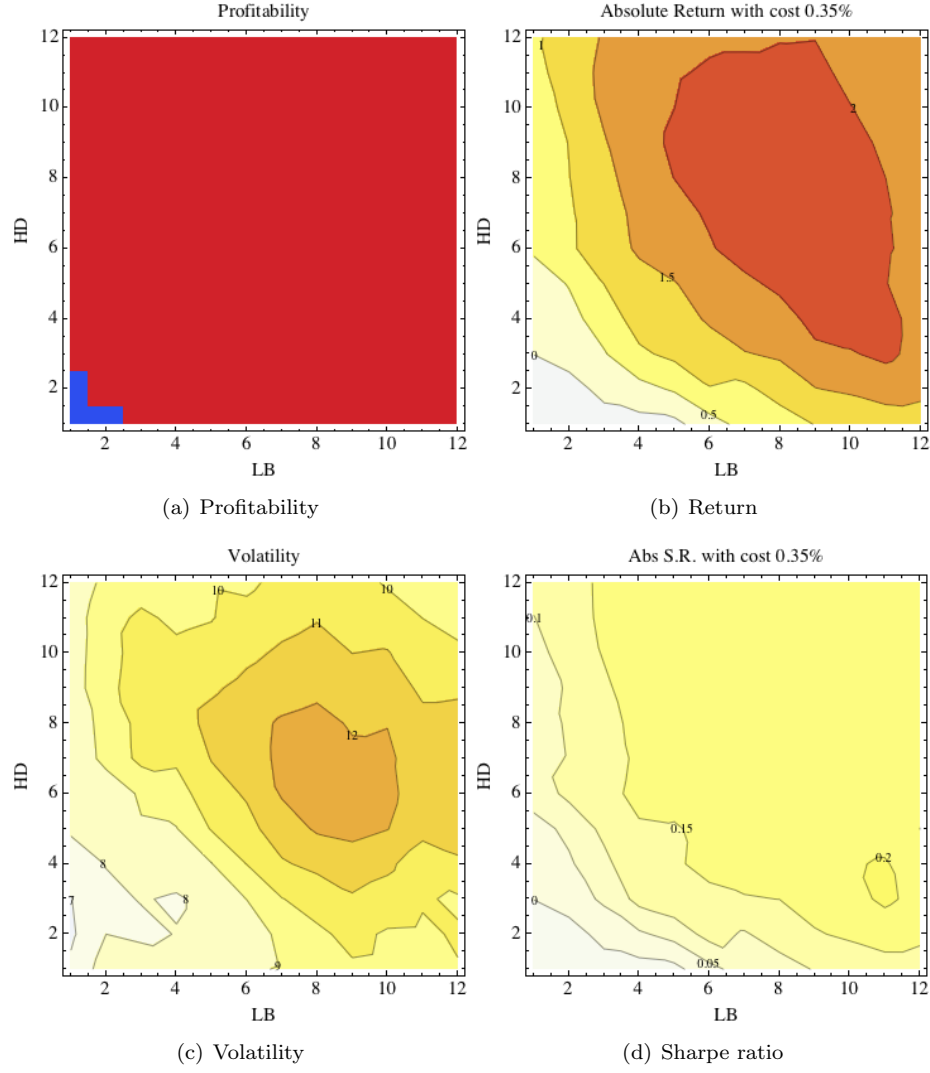 Profitability
12
10
8
6
4
2
HD
2 4 6 8 10 12
LB
(a) Profitability
Absolute Return with cost 0.35%
12
10
8
6
4
2
HD
1
2
1.5
0
0.5
2 4 6 8 10 12
LB
(b) Return
Volatility
12
10
8
6
4
2
HD
10
10
11
12
8
7
8
9
2 4 6 8 10 12
LB
(c) Volatility
Abs S.R. with cost 0.35%
12
10
8
6
4
2
HD
0.1
0.15
0.2
0
0.05
2 4 6 8 10 12
LB
(d) Sharpe ratio